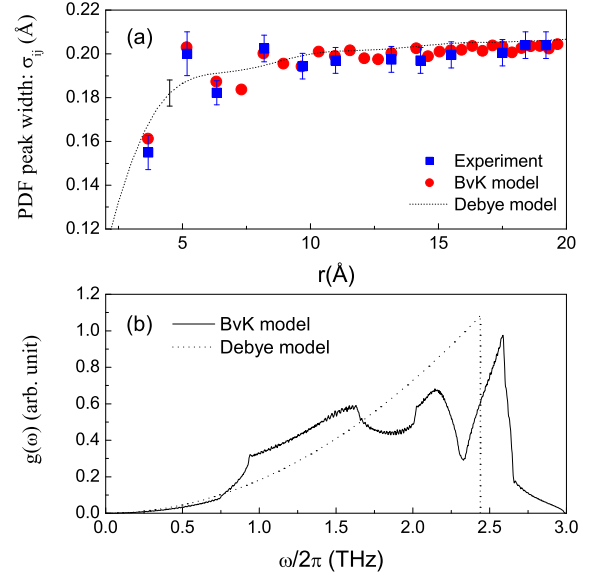 (a)
PDF peak width: σij (Å)
0.20
0.18
0.16
0.14
0.12
Experiment
BvK model
Debye model
5 10 15 20
r(Å)
(b)
BvK model
Debye model
g(ω) (arb. unit)
1.2
1.0
0.8
0.6
0.4
0.2
0.0
0.0 0.5 1.0 1.5 2.0 2.5 3.0
ω/2π (THz)